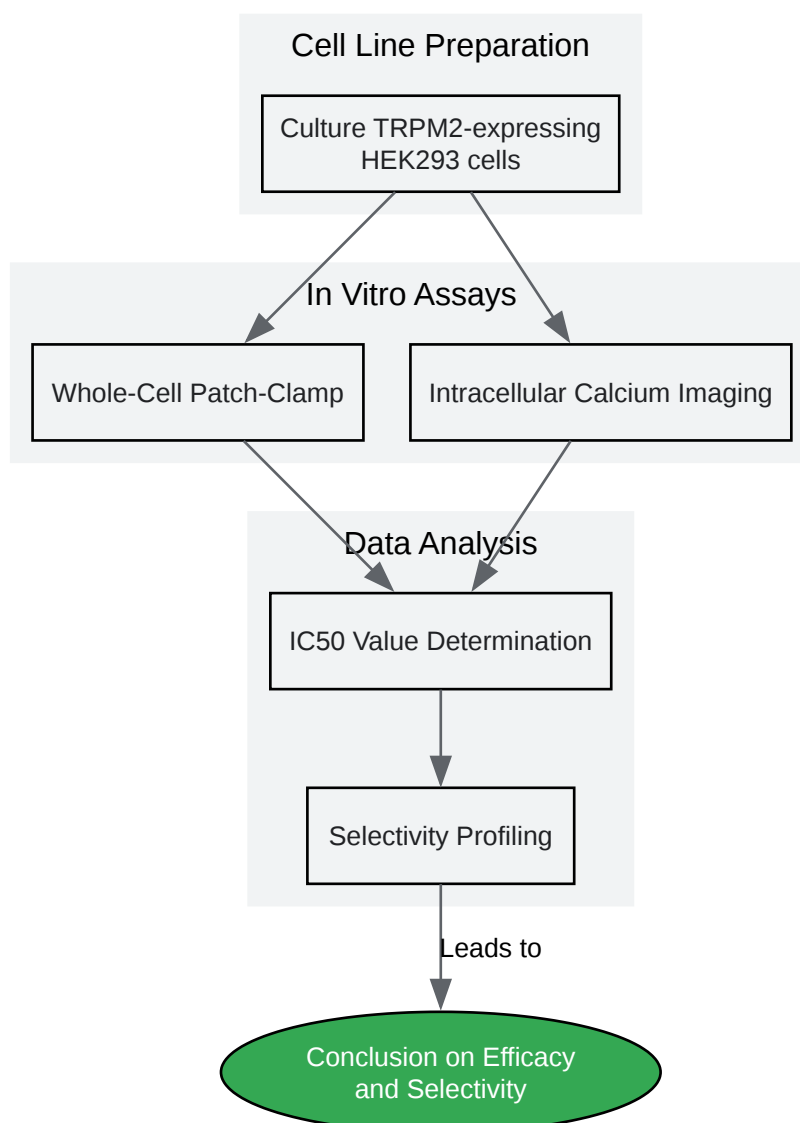 Cell Line Preparation
Culture TRPM2-expressing
HEK293 cells
In Vitro Assays
Whole-Cell Patch-Clamp
Intracellular Calcium Imaging
Data Analysis
IC50 Value Determination
Selectivity Profiling
Leads to
Conclusion on Efficacy
and Selectivity